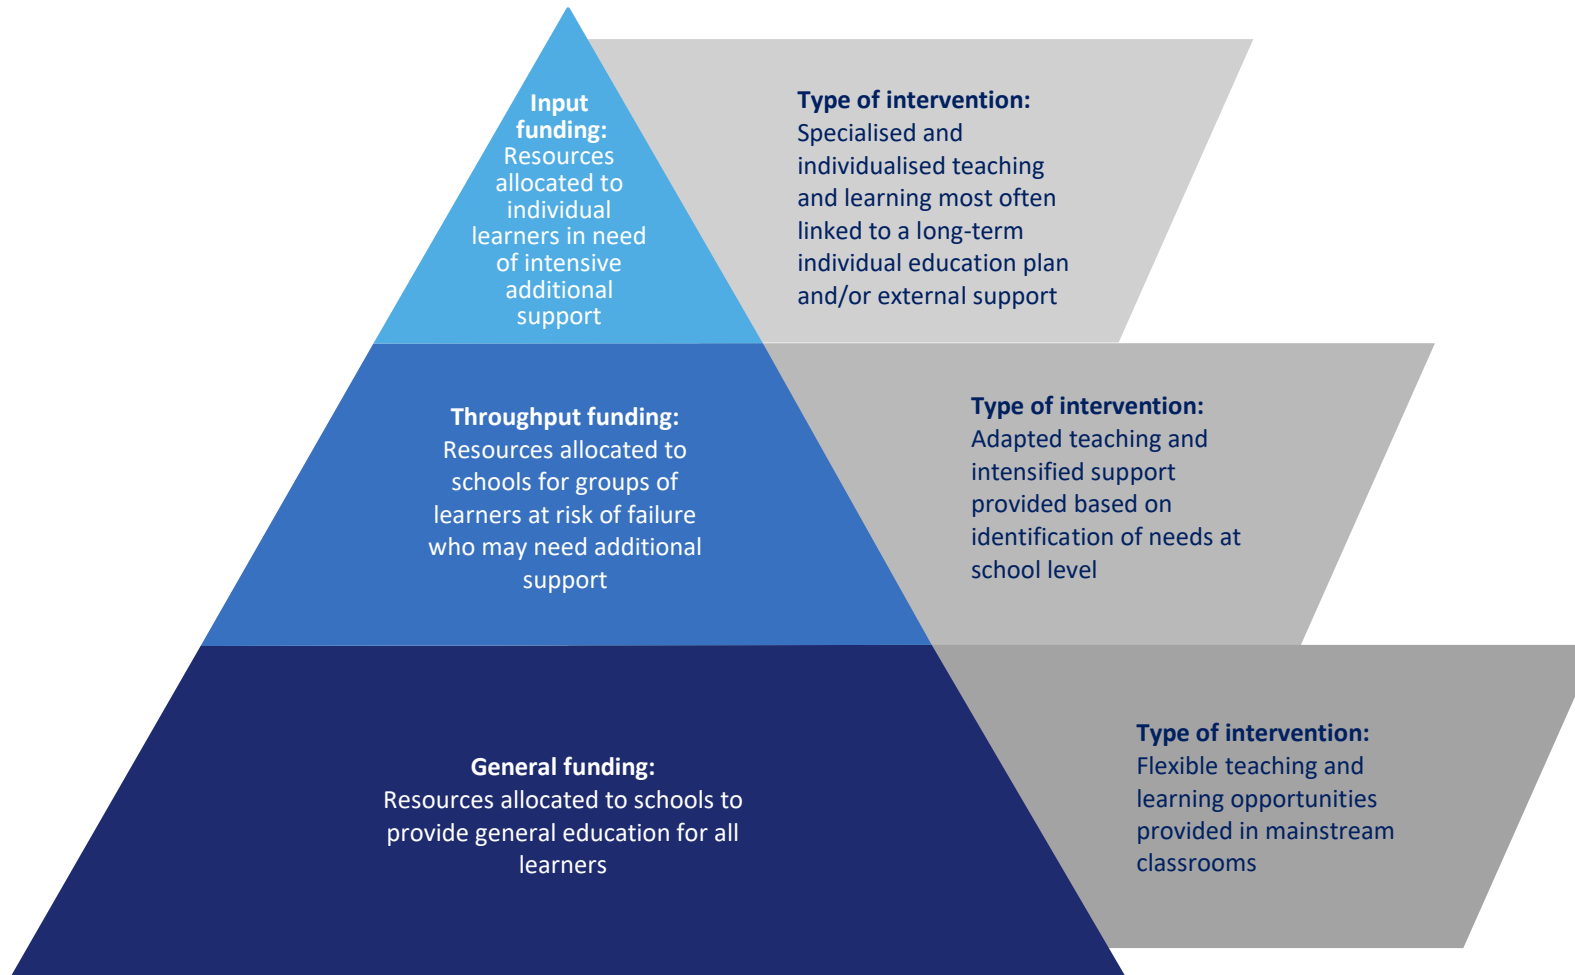 Input
funding:
Resources
allocated to
individual
learners in need
of intensive
additional
support
Type of intervention:
Specialised and
individualised teaching
and learning most often
linked to a long-term
individual education plan
and/or external support
Throughput funding:
Resources allocated to
schools for groups of
learners at risk of failure
who may need additional
support
Type of intervention:
Adapted teaching and
intensified support
provided based on
identification of needs at
school level
General funding:
Resources allocated to schools to
provide general education for all
learners
Type of intervention:
Flexible teaching and
learning opportunities
provided in mainstream
classrooms